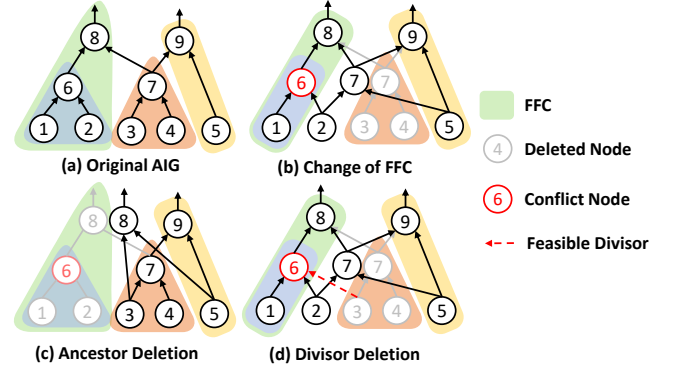 8 9
6 7
1 2 3 4 5
(a) Original AIG
8 9
6 7 7
1 2 3 4 5
(b) Change of FFC
8 8 9
6 7
1 2 3 4 5
(c) Ancestor Deletion
8 9
6 7 7
1 2 3 4 5
(d) Divisor Deletion
FFC
4 Deleted Node
6 Conflict Node
Feasible Divisor